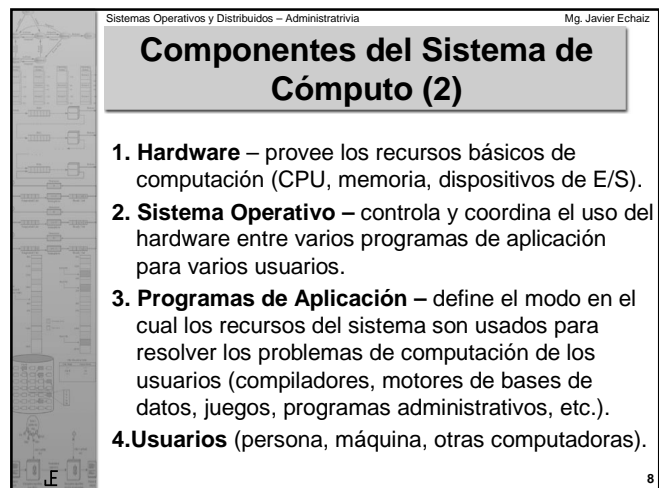 Sistemas Operativos y Distribuidos – Administratrivia
Mg. Javier Echaiz
Componentes del Sistema de
Cómputo (2)
1. Hardware – provee los recursos básicos de
computación (CPU, memoria, dispositivos de E/S).
2. Sistema Operativo – controla y coordina el uso del
hardware entre varios programas de aplicación
para varios usuarios.
3. Programas de Aplicación – define el modo en el
cual los recursos del sistema son usados para
resolver los problemas de computación de los
usuarios (compiladores, motores de bases de
datos, juegos, programas administrativos, etc.).
4.Usuarios (persona, máquina, otras computadoras).
JE
8